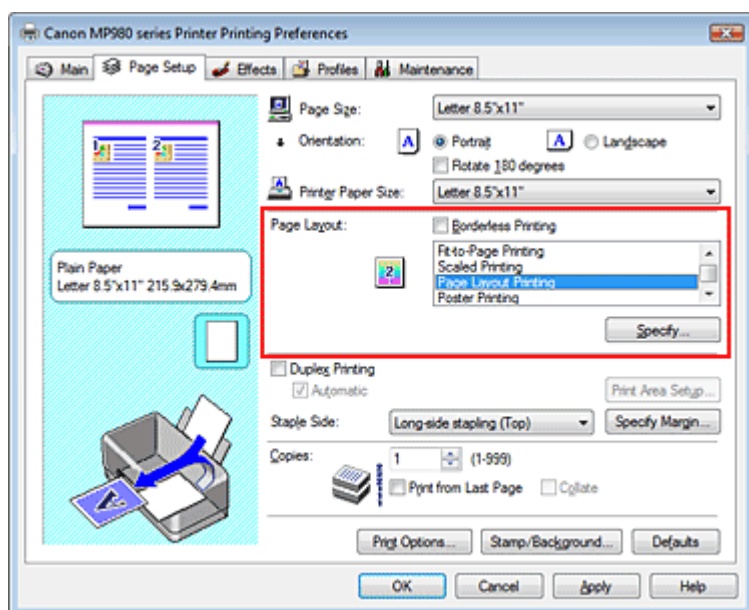 Canon MP980 series Printer Printing Preferences
Main Page Setup Effects Profiles Maintenance
Page Size: Letter 8.5"x11"
Orientation: A Portrait A Landscape
Rotate 180 degrees
Printer Paper Size: Letter 8.5"x11"
Page Layout: Borderless Printing
Fit-to-Page Printing
Scaled Printing
Page Layout Printing
Poster Printing
Specify...
1 2
2
Plain Paper
Letter 8.5"x11" 215.9x279.4mm
Duplex Printing
Automatic
Print Area Setup...
Staple Side: Long-side stapling (Top) Specify Margin...
Copies: 1 (1-999)
Print from Last Page Collate
A
Print Options... Stamp/Background... Defaults
OK Cancel Apply Help